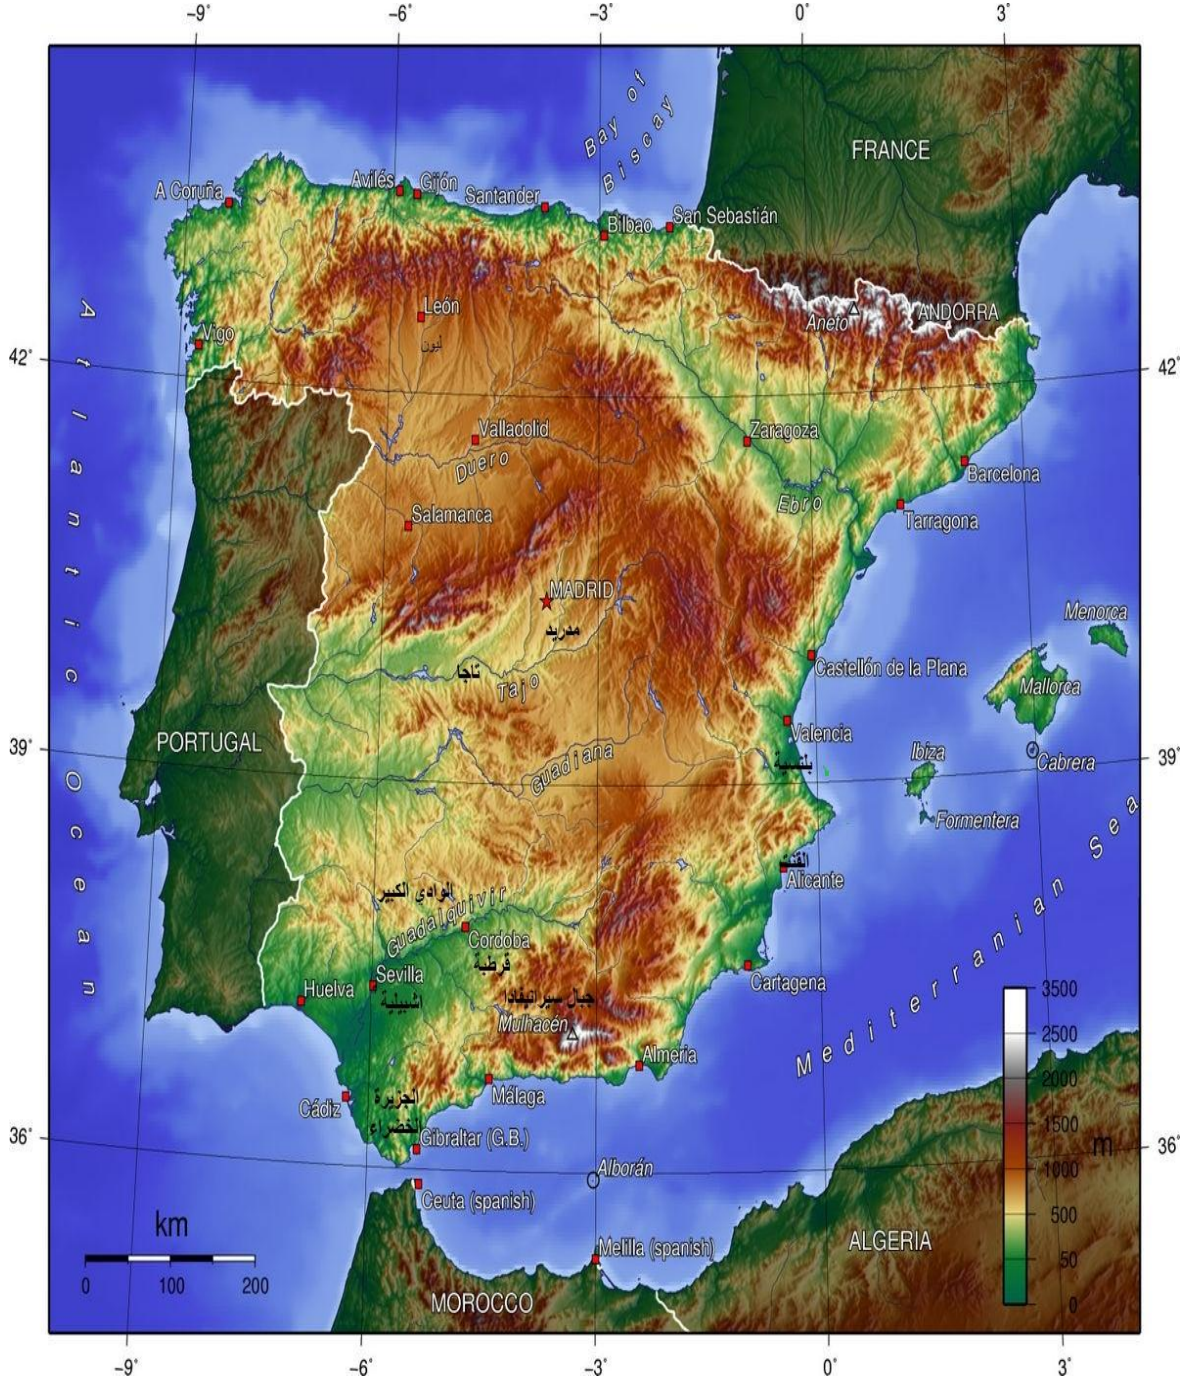 −9° −6° −3° 0° 3°
Bay of
Biscay
FRANCE
A Coruña
Avilés
Gijón
Santander
Bilbao
San Sebastián
León
ليون
Aneto
ANDORRA
Vigo
42° 42°
Atlantic Ocean
Valladolid
Duero
Zaragoza
Barcelona
Ebro
Salamanca
Tarragona
MADRID
مدريد
Menorca
تاجا
Tajo
Castellón de la Plana
Mallorca
PORTUGAL
Valencia
بلنسية
39° 39°
Guadiana
Ibiza
Cabrera
Formentera
Mediterranian Sea
القنت
Alicante
الوادي الكبير
Guadalquivir
Cordoba
قرطبة
Cartagena
Huelva
Sevilla
اشبيلية
جبال سيرانيفادا
Mulhacén
Almeria
Málaga
Cádiz
الجزيرة
الخضراء
Gibraltar (G.B.)
36° 36°
Alborán
Ceuta (spanish)
Melilla (spanish)
ALGERIA
MOROCCO
3500
2500
2000
1500
1000
500
50
0
m
km
0 100 200
−9° −6° −3° 0° 3°